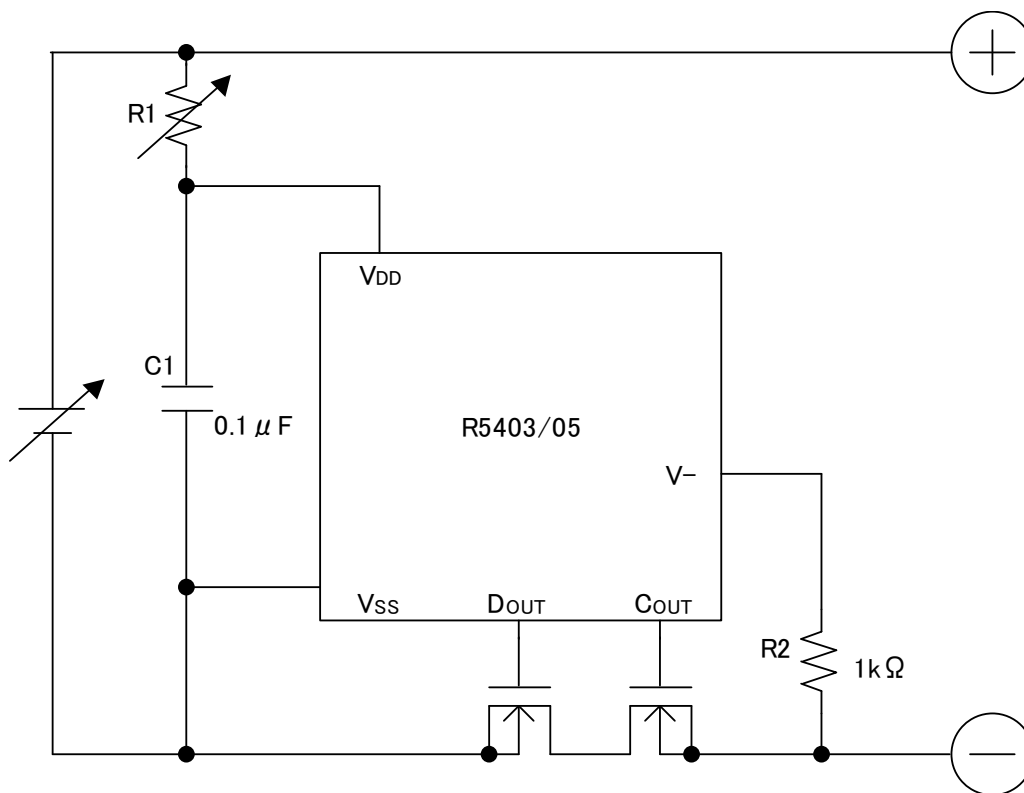 R1
VDD
C1
0.1μF
R5403/05
V−
VSS DOUT COUT
R2
1kΩ